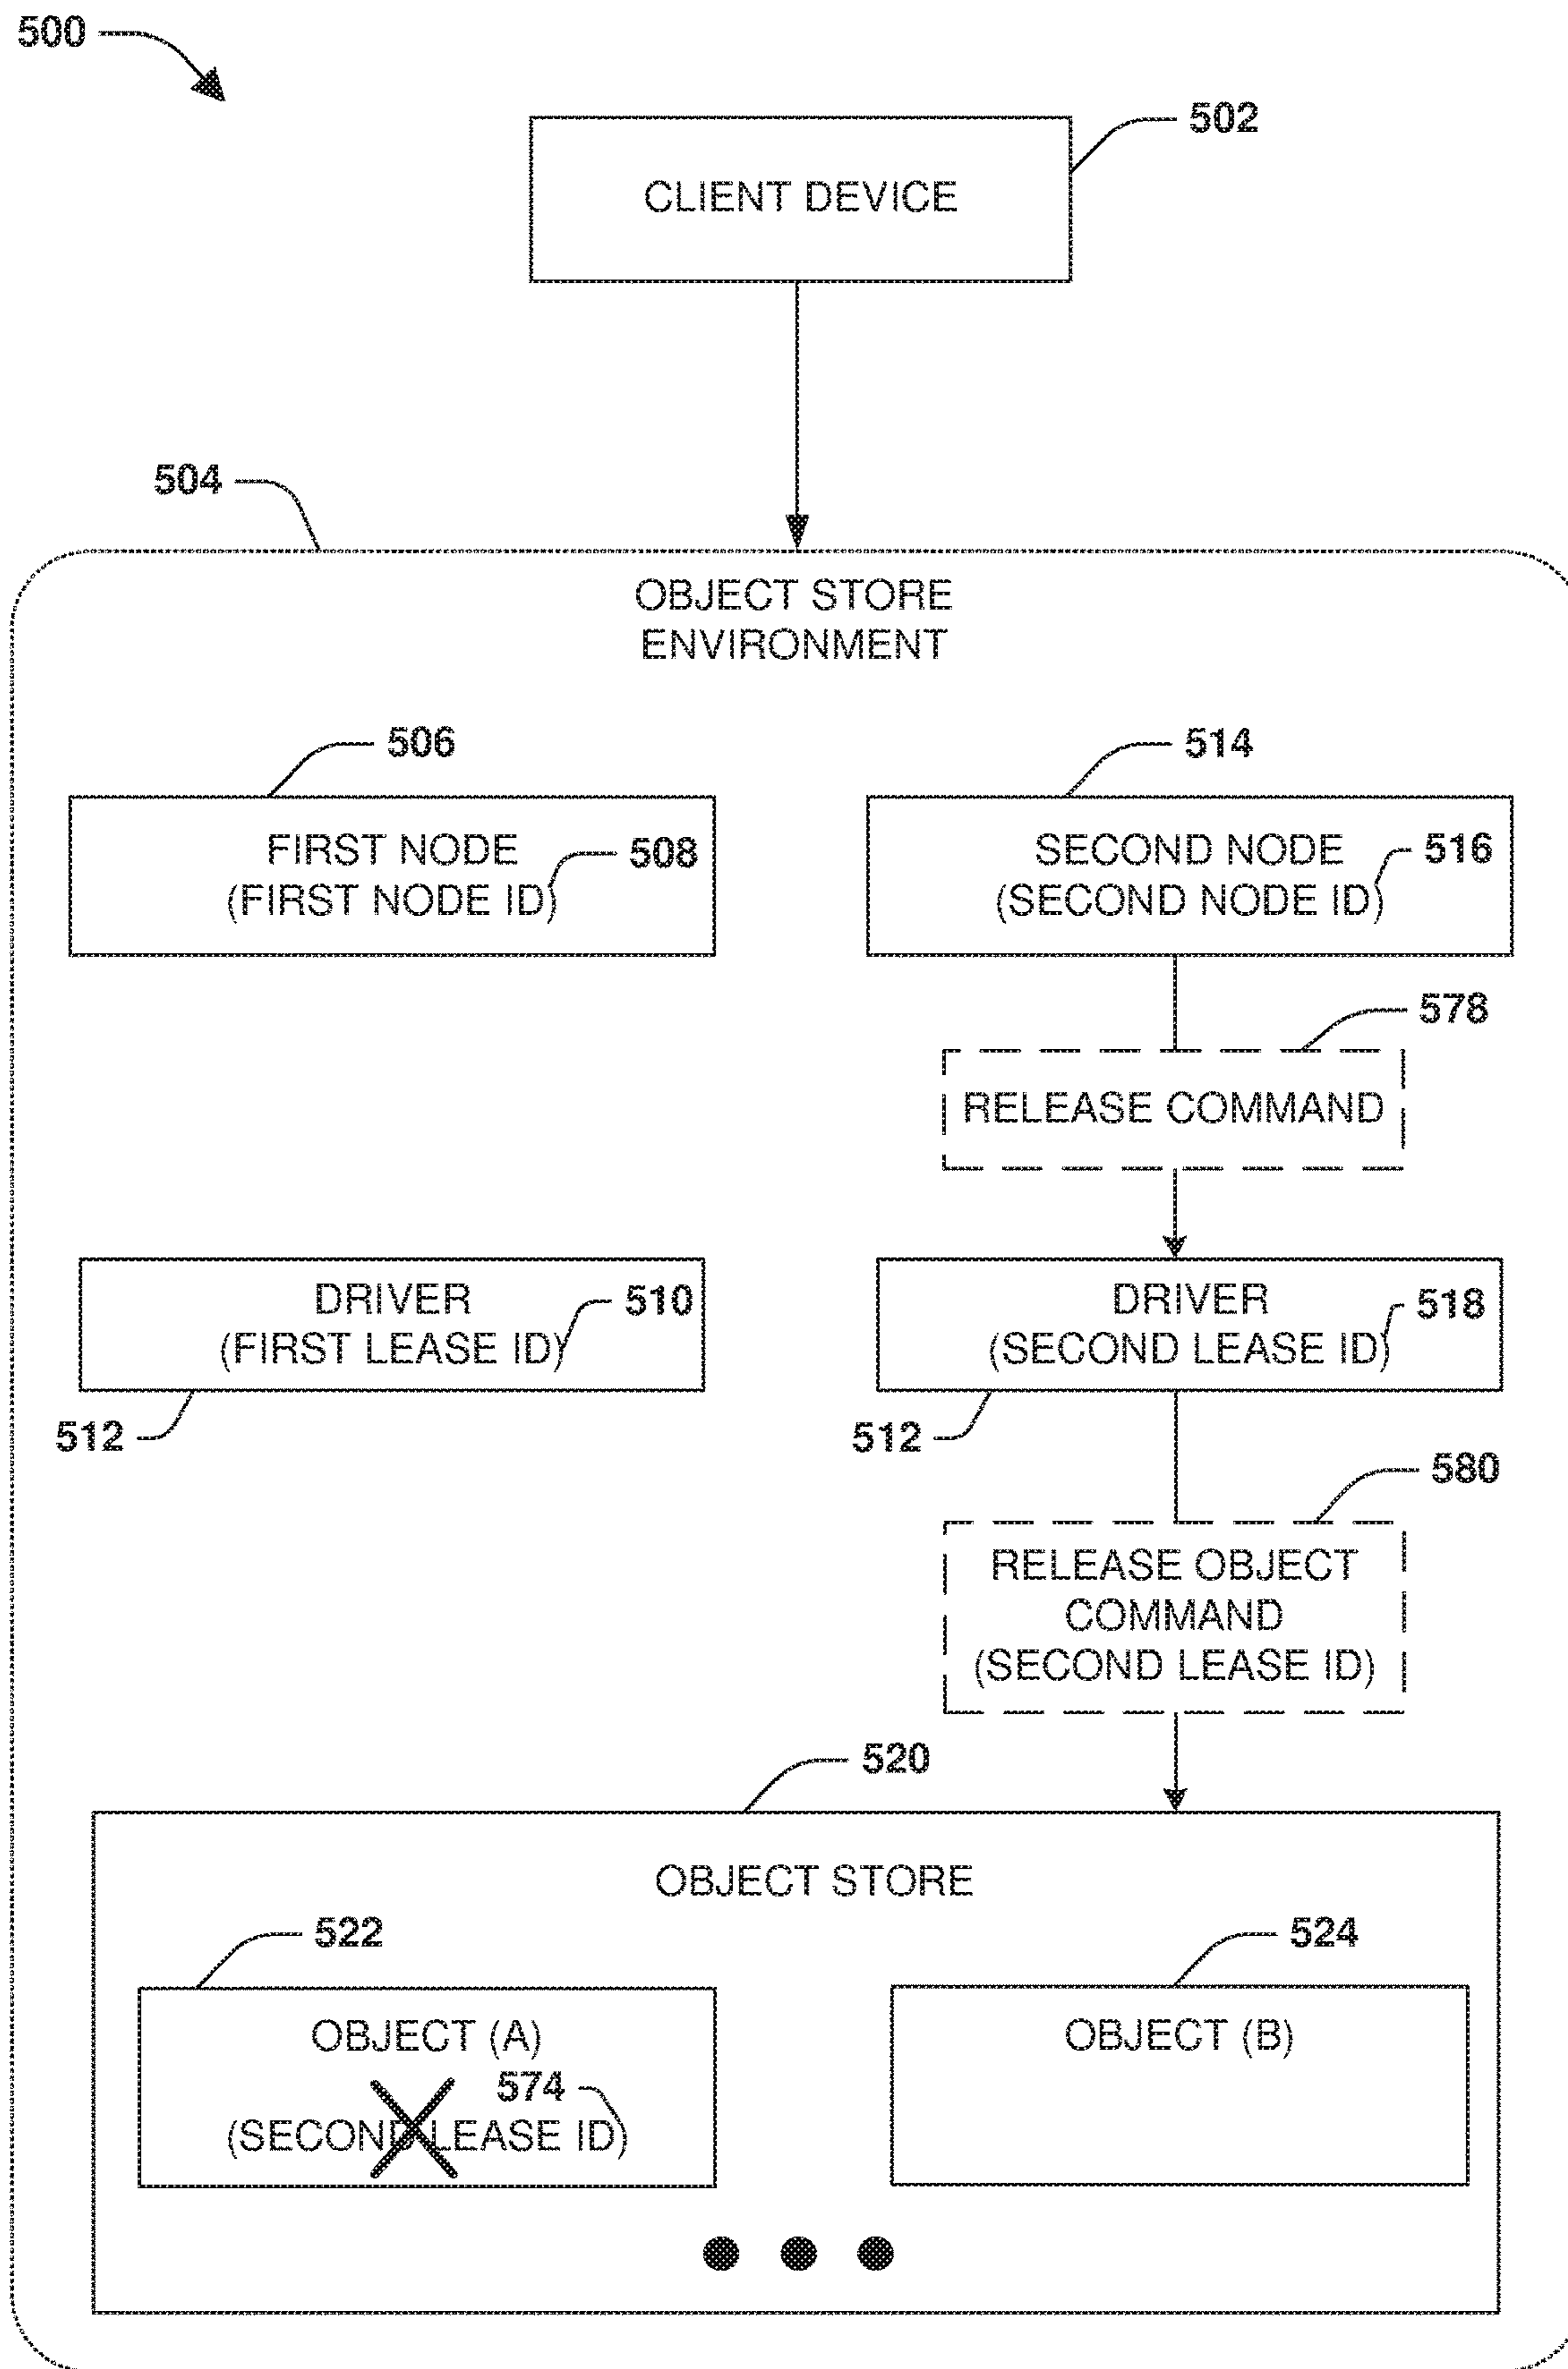 500
502
CLIENT DEVICE
504
OBJECT STORE
ENVIRONMENT
506
514
FIRST NODE
(FIRST NODE ID)
508
SECOND NODE
(SECOND NODE ID)
516
578
RELEASE COMMAND
DRIVER
(FIRST LEASE ID)
510
DRIVER
(SECOND LEASE ID)
518
512
512
580
RELEASE OBJECT
COMMAND
(SECOND LEASE ID)
520
OBJECT STORE
522
524
OBJECT (A)
574
(SECOND LEASE ID)
OBJECT (B)